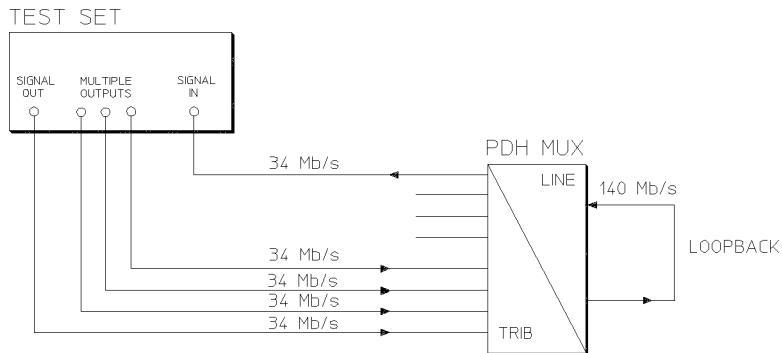 TEST SET
SIGNAL
OUT
MULTIPLE
OUTPUTS
SIGNAL
IN
34 Mb/s
PDH MUX
LINE
140 Mb/s
LOOPBACK
34 Mb/s
34 Mb/s
34 Mb/s
34 Mb/s
TRIB